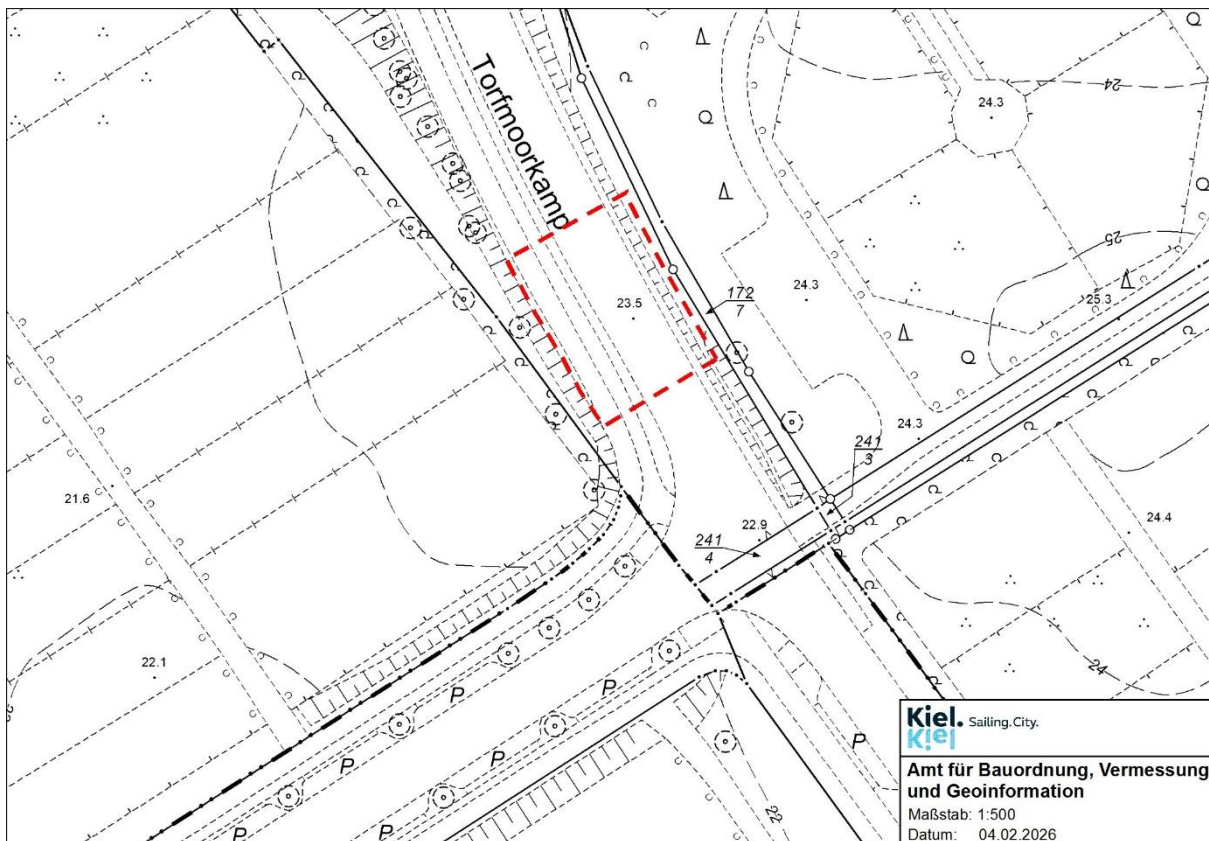 24.3
24
Torfmoorkamp
25
172
7
24.3
25.3
23.5
24.3
241
3
21.6
22.9
24.4
241
4
22.1
24
P
P
P
P
P
P
P
22
Kiel. Sailing.City.
Kiel
Amt für Bauordnung, Vermessung
und Geoinformation
Maßstab: 1:500
Datum: 04.02.2026